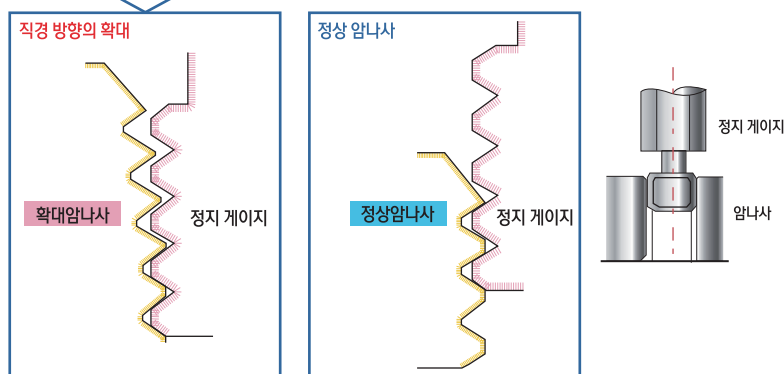 직경 방향의 확대
확대암나사
정지 게이지
정상 암나사
정상암나사
정지 게이지
정지 게이지
암나사